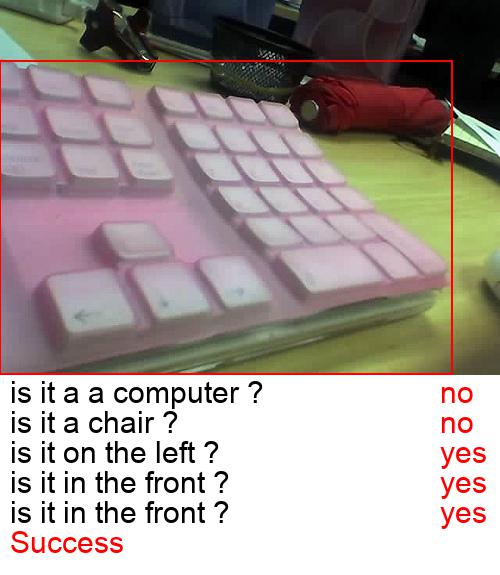 is it a a computer ? no
is it a chair ? no
is it on the left ? yes
is it in the front ? yes
is it in the front ? yes
Success